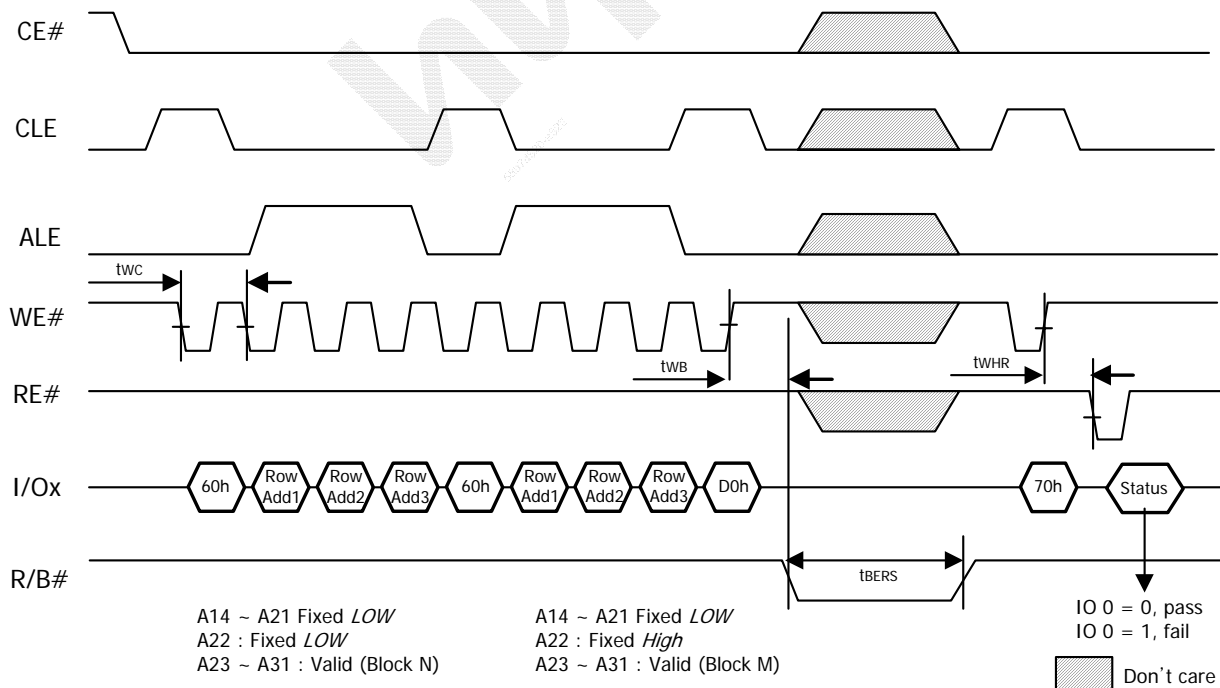 CE#
CLE
ALE
tWC
WE#
tWB
tWHR
RE#
I/Ox
60h
Row Add1
Row Add2
Row Add3
60h
Row Add1
Row Add2
Row Add3
D0h
70h
Status
R/B#
tBERS
A14 ~ A21 Fixed LOW
A22 : Fixed LOW
A23 ~ A31 : Valid (Block N)
A14 ~ A21 Fixed LOW
A22 : Fixed High
A23 ~ A31 : Valid (Block M)
IO 0 = 0, pass
IO 0 = 1, fail
Don't care